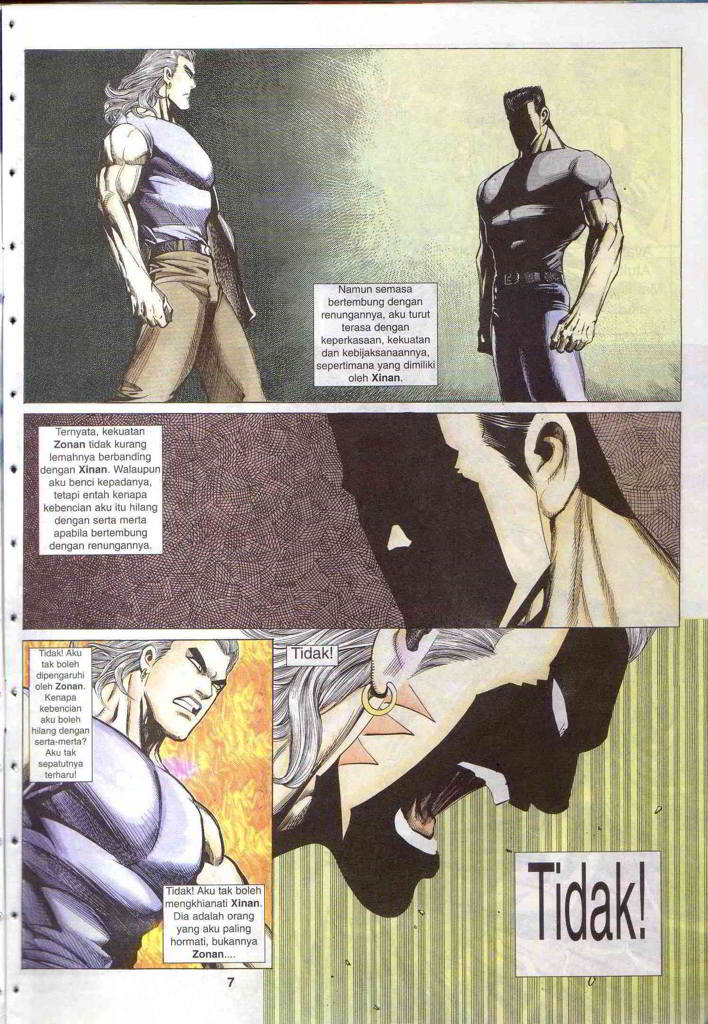 Namun semasa
bertembung dengan
renungannya, aku turut
terasa dengan
keperkasaan, kekuatan
dan kebijaksanaannya,
sepertimana yang dimiliki
oleh Xinan.
Ternyata, kekuatan
Zonan tidak kurang
lemahnya berbanding
dengan Xinan. Walaupun
aku benci kepadanya,
tetapi entah kenapa
kebencian aku itu hilang
dengan serta merta
apabila bertembung
dengan renungannya.
Tidak! Aku
tak boleh
dipengaruhi
oleh Zonan.
Kenapa
kebencian
aku boleh
hilang dengan
serta-merta?
Aku tak
sepatutnya
terharu!
Tidak! Aku tak boleh
mengkhianati Xinan.
Dia adalah orang
yang aku paling
hormati, bukannya
Zonan....
Tidak!
Tidak!
7